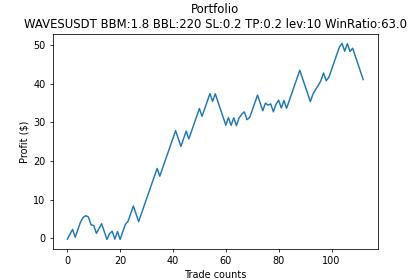 Portfolio
WAVESUSDT BBM:1.8 BBL:220 SL:0.2 TP:0.2 lev:10 WinRatio:63.0
50
40
30
20
10
0
Profit ($)
0 20 40 60 80 100
Trade counts